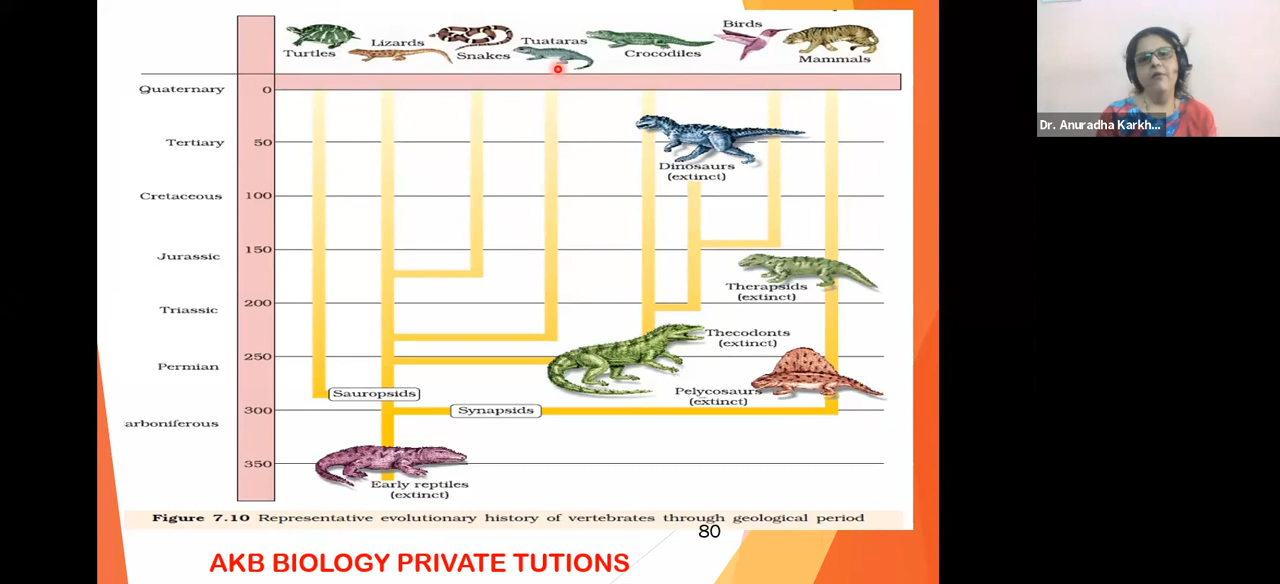 Turtles
Lizards
Snakes
Tuataras
Crocodiles
Birds
Mammals
Quaternary
0
Tertiary
50
Cretaceous
100
Jurassic
150
Triassic
200
Permian
250
300
arboniferous
350
Dinosaurs
(extinct)
Therapsids
(extinct)
Thecodonts
(extinct)
Pelycosaurs
(extinct)
Sauropsids
Synapsids
Early reptiles
(extinct)
Figure 7.10 Representative evolutionary history of vertebrates through geological period
80
AKB BIOLOGY PRIVATE TUTIONS
Dr. Anuradha Karkh...